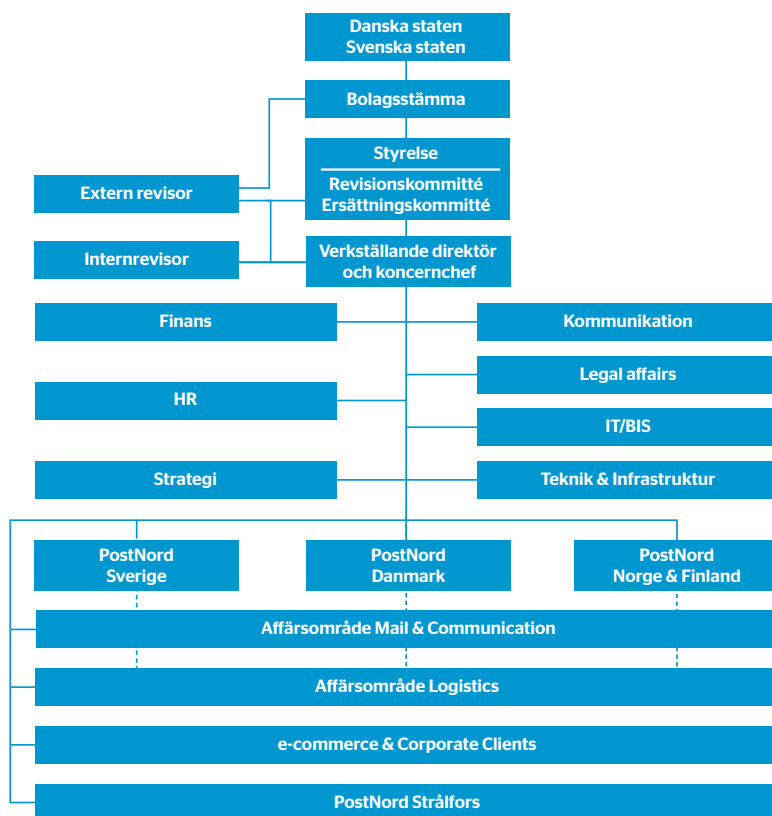 Danska staten
Svenska staten
Bolagsstämma
Styrelse
Revisionskommitté
Ersättningskommitté
Extern revisor
Internrevisor
Verkställande direktör
och koncernchef
Finans
Kommunikation
Legal affairs
HR
IT/BIS
Strategi
Teknik & Infrastruktur
PostNord
Sverige
PostNord
Danmark
PostNord
Norge & Finland
Affärsområde Mail & Communication
Affärsområde Logistics
e-commerce & Corporate Clients
PostNord Strålfors